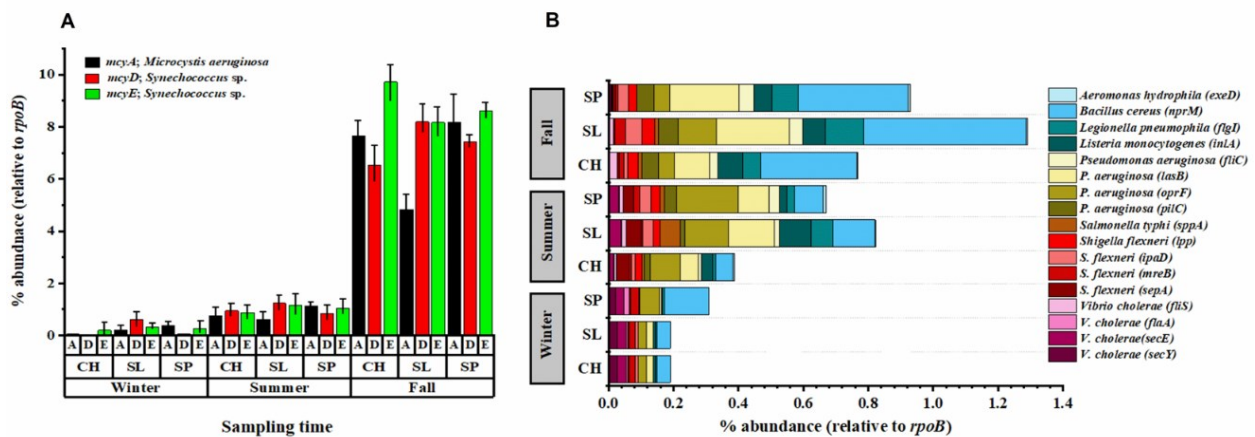 A
% abundnace (relative to rpoB)
10
8
6
4
2
0
mcyA; Microcystis aeruginosa
mcyD; Synechococcus sp.
mcyE; Synechococcus sp.
A D E A D E A D E A D E A D E A D E A D E A D E A D E
CH SL SP CH SL SP CH SL SP
Winter Summer Fall
Sampling time
B
Fall
SP
SL
CH
Summer
SP
SL
CH
Winter
SP
SL
CH
0.0 0.2 0.4 0.6 0.8 1.0 1.2 1.4
% abundance (relative to rpoB)
Aeromonas hydrophila (exeD)
Bacillus cereus (nprM)
Legionella pneumophila (flgI)
Listeria monocytogenes (inlA)
Pseudomonas aeruginosa (fliC)
P. aeruginosa (lasB)
P. aeruginosa (oprF)
P. aeruginosa (pilC)
Salmonella typhi (sppA)
Shigella flexneri (lpp)
S. flexneri (ipaD)
S. flexneri (mreB)
S. flexneri (sepA)
Vibrio cholerae (fliS)
V. cholerae (flaA)
V. cholerae(secE)
V. cholerae (secY)